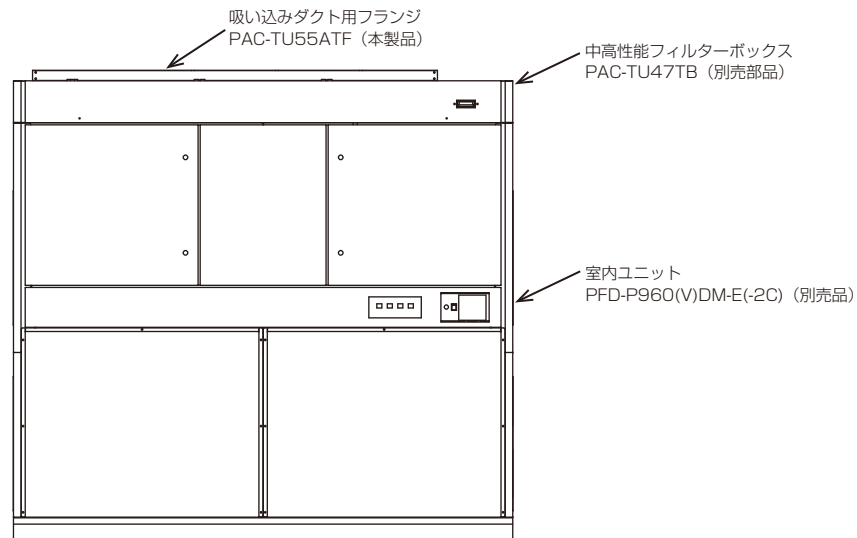 吸い込みダクト用フランジ
PAC-TU55ATF（本製品）
中高性能フィルターボックス
PAC-TU47TB（別売部品）
室内ユニット
PFD-P960(V)DM-E(-2C)（別売品）